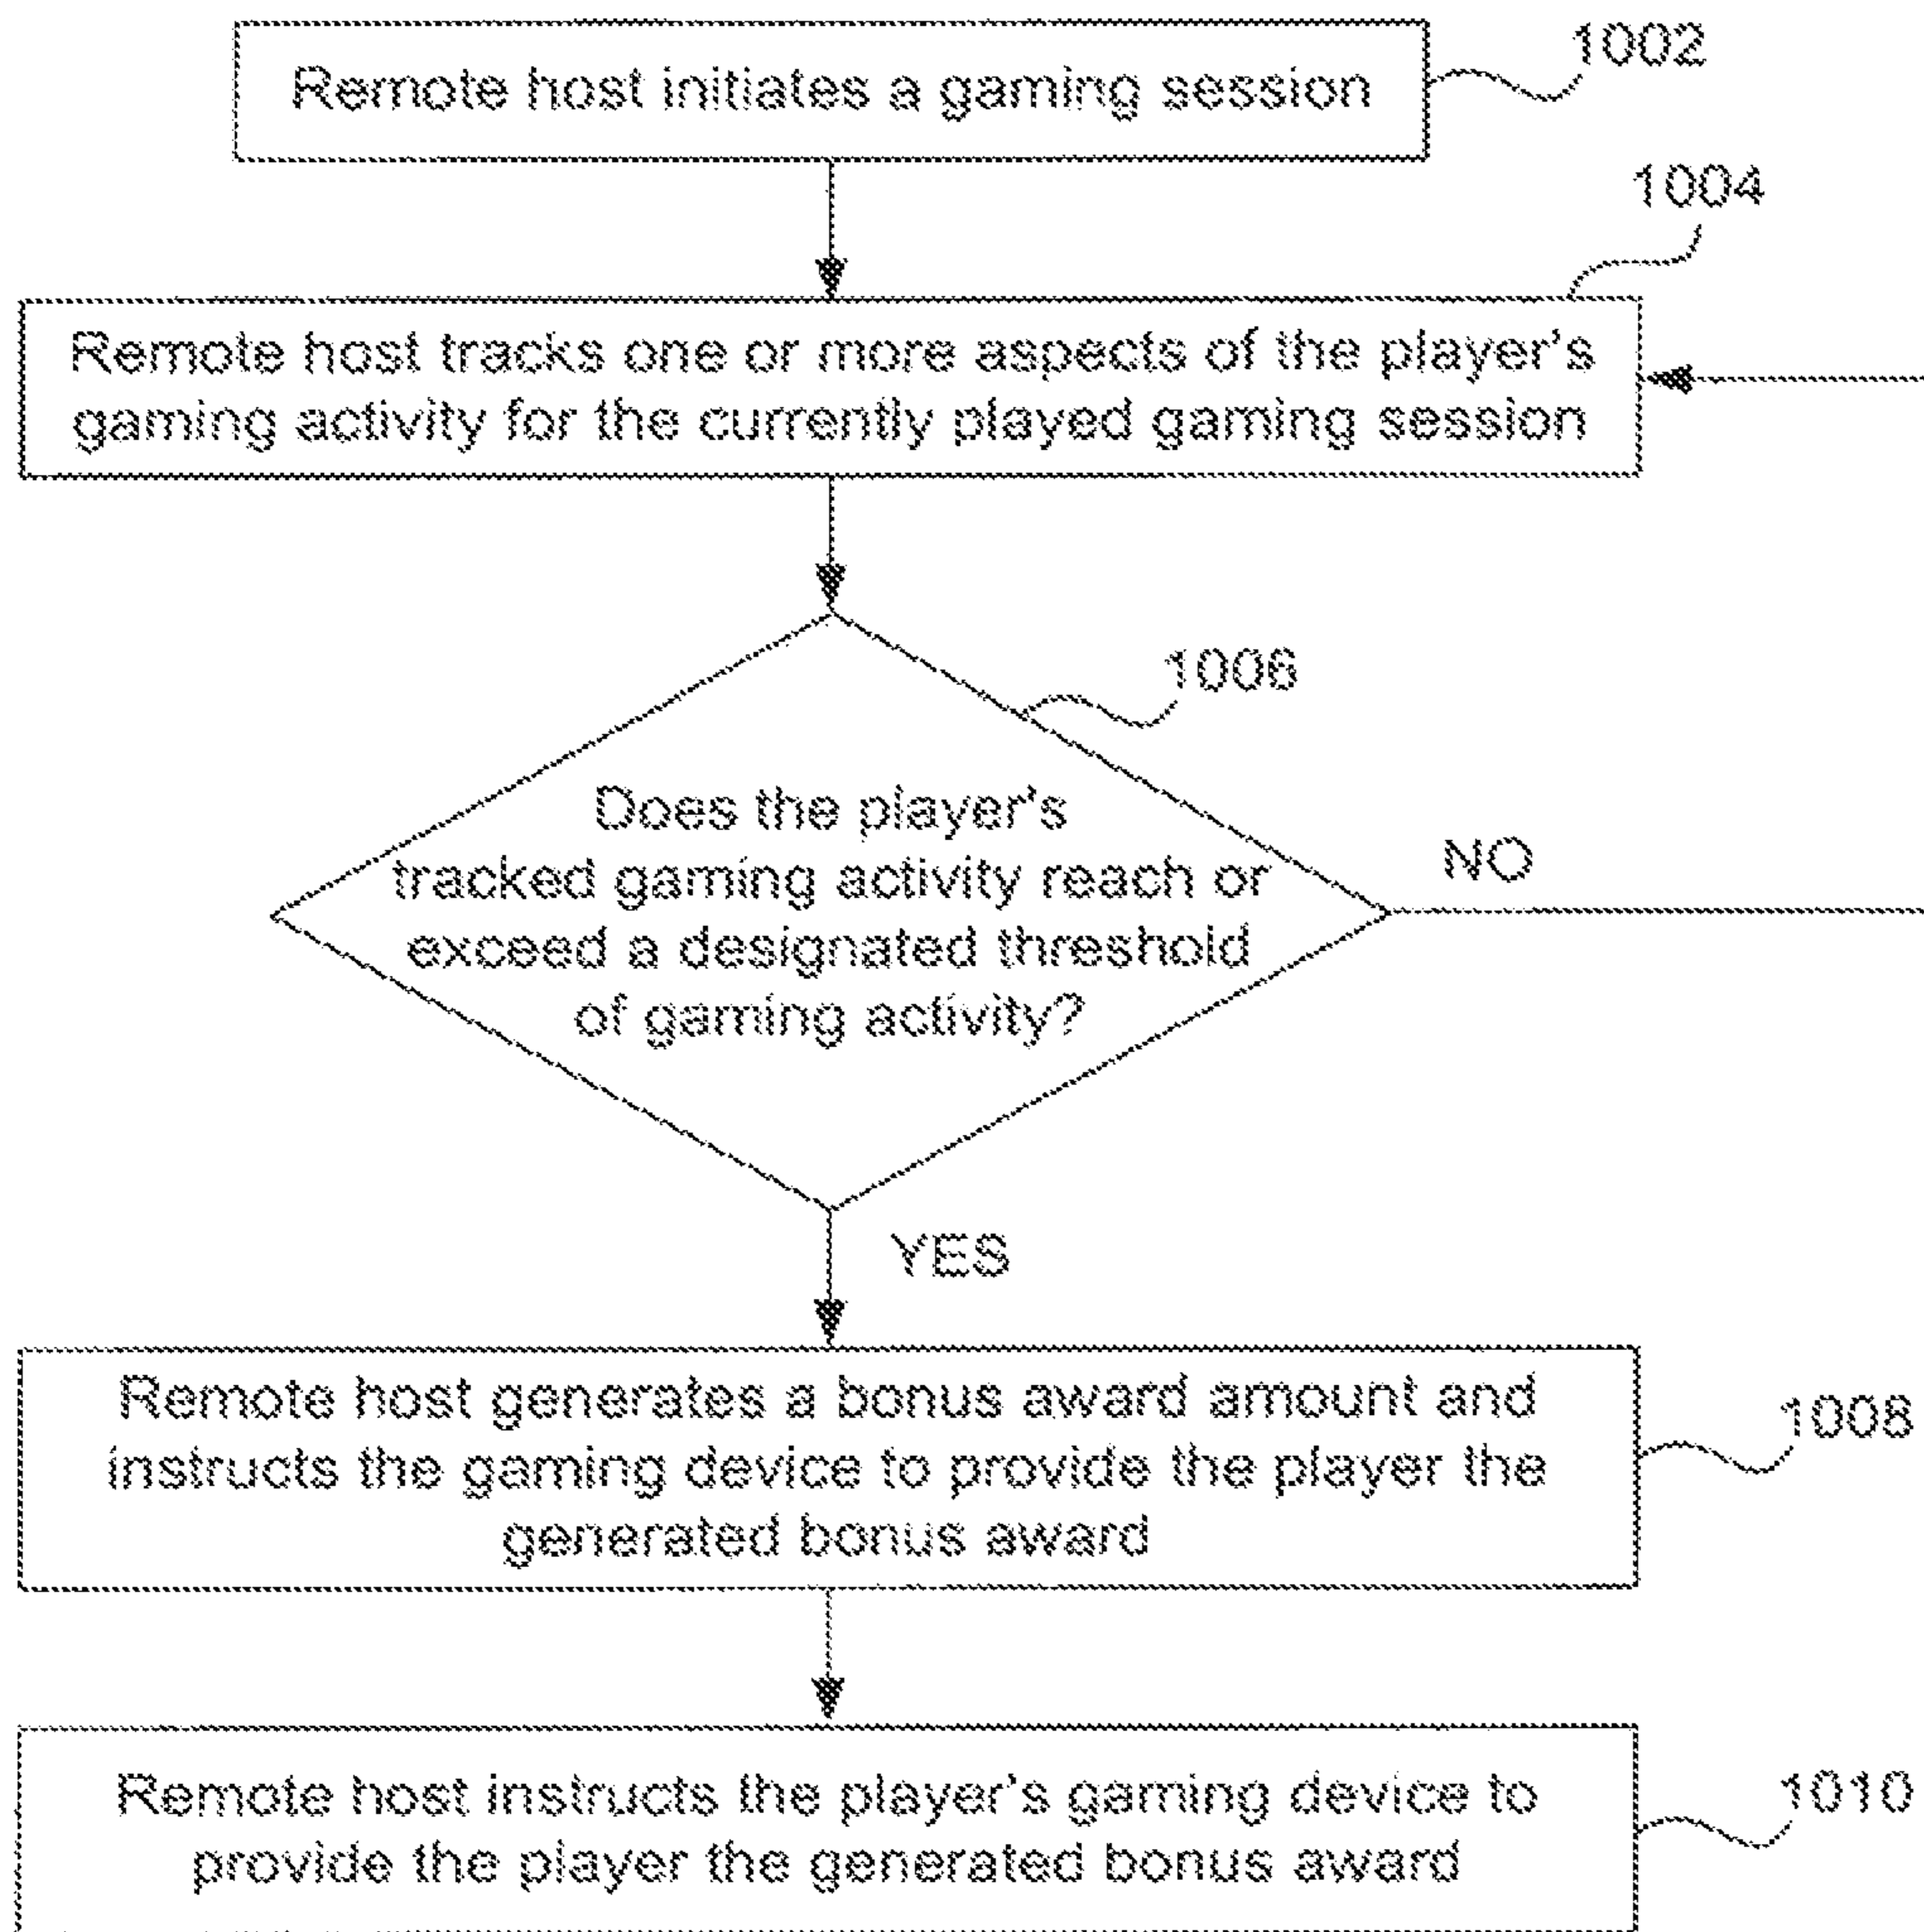 Remote host initiates a gaming session
1002
1004
Remote host tracks one or more aspects of the player's
gaming activity for the currently played gaming session
1006
Does the player's
tracked gaming activity reach or
exceed a designated threshold
of gaming activity?
NO
YES
Remote host generates a bonus award amount and
instructs the gaming device to provide the player the
generated bonus award
1008
Remote host instructs the player's gaming device to
provide the player the generated bonus award
1010